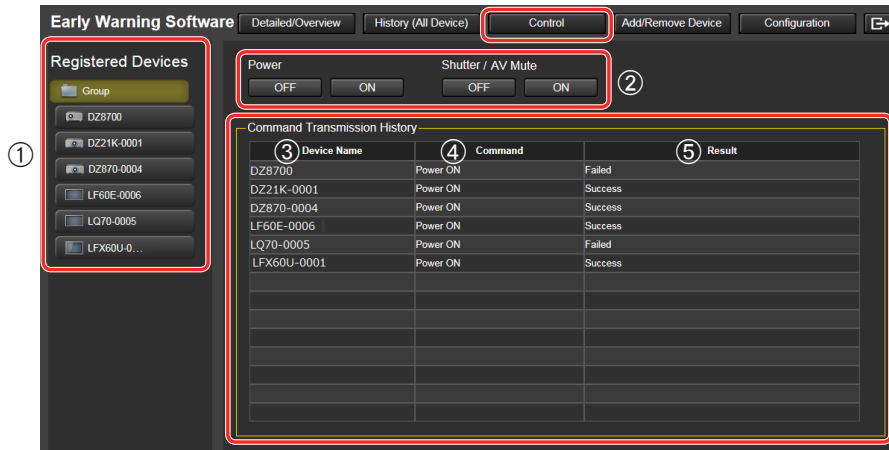 Early Warning Software
Detailed/Overview
History (All Device)
Control
Add/Remove Device
Configuration
Registered Devices
Group
DZ8700
DZ21K-0001
DZ870-0004
LF60E-0006
LQ70-0005
LFX60U-0...
①
Power
Shutter / AV Mute
OFF
ON
OFF
ON
②
Command Transmission History
③ Device Name ④ Command ⑤ Result
DZ8700 Power ON Failed
DZ21K-0001 Power ON Success
DZ870-0004 Power ON Success
LF60E-0006 Power ON Success
LQ70-0005 Power ON Failed
LFX60U-0001 Power ON Success